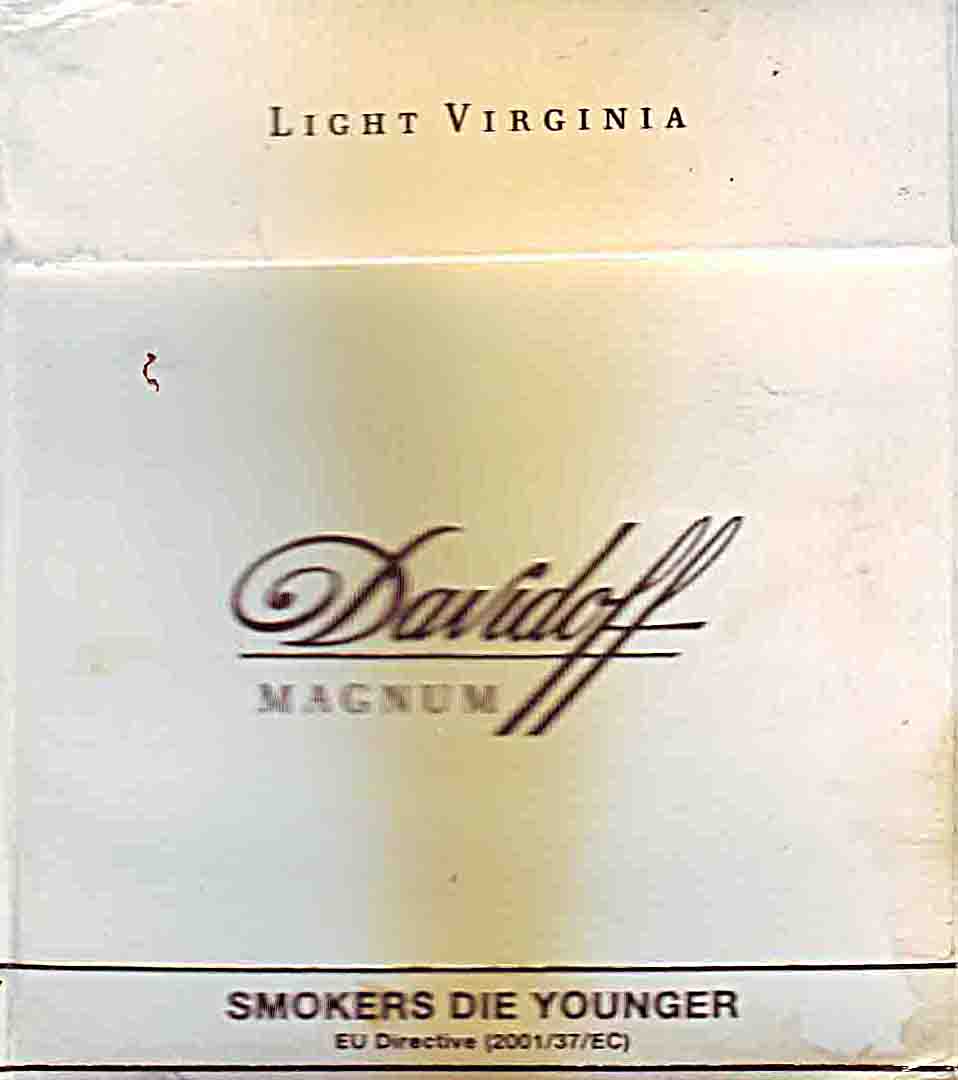 LIGHT VIRGINIA
Davidoff
MAGNUM
SMOKERS DIE YOUNGER
EU Directive (2001/37/EC)